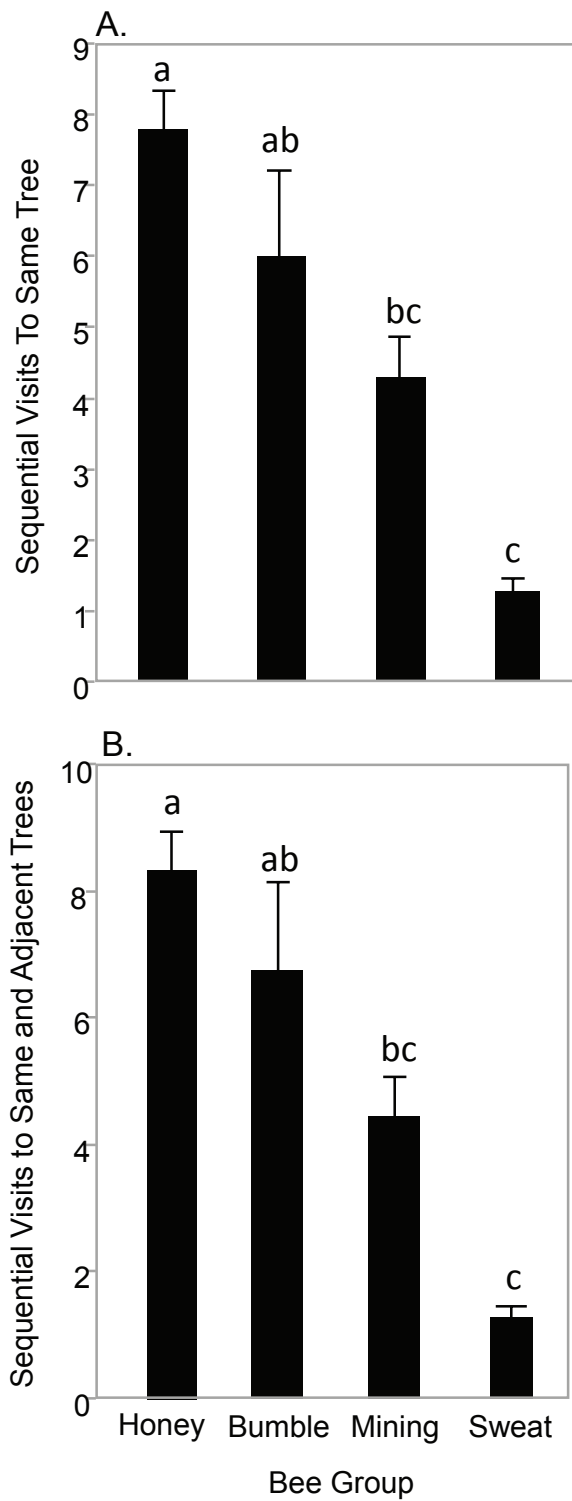 A.
Sequential Visits To Same Tree
9
8
7
6
5
4
3
2
1
0
a
ab
bc
c
B.
Sequential Visits to Same and Adjacent Trees
10
8
6
4
2
0
a
ab
bc
c
Honey Bumble Mining Sweat
Bee Group